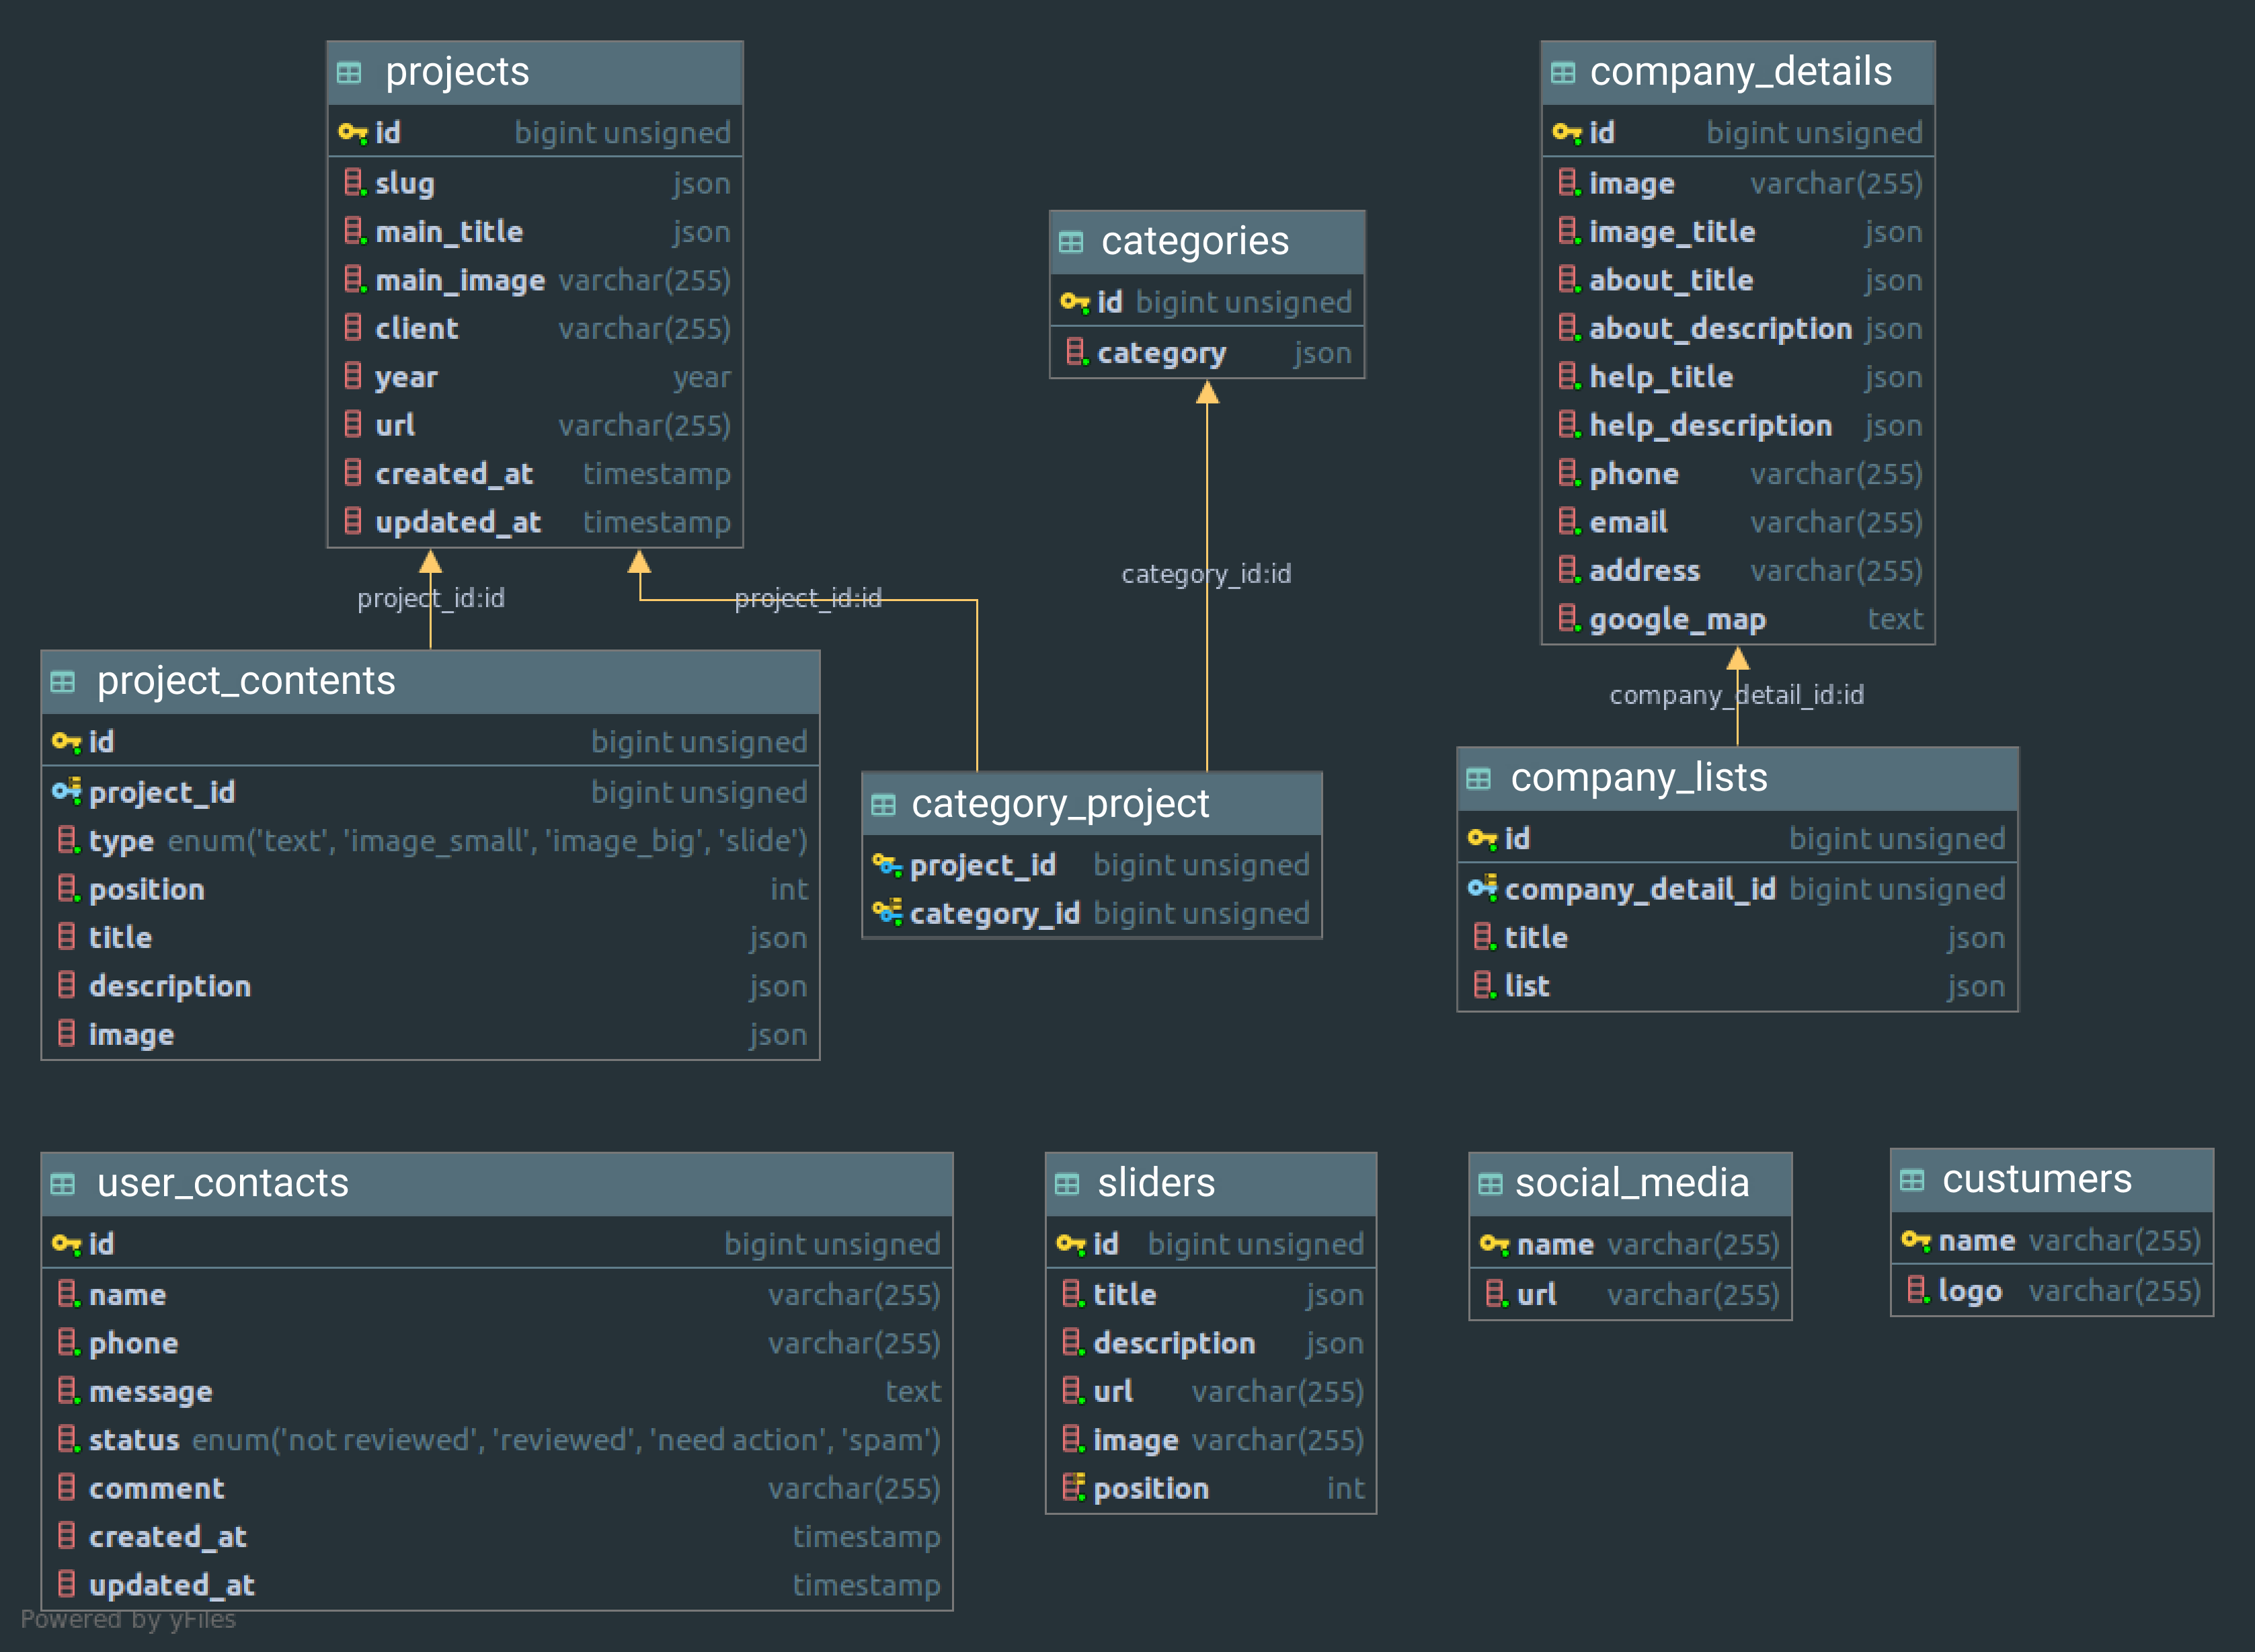 projects
id bigint unsigned
slug json
main_title json
main_image varchar(255)
client varchar(255)
year year
url varchar(255)
created_at timestamp
updated_at timestamp
categories
id bigint unsigned
category json
company_details
id bigint unsigned
image varchar(255)
image_title json
about_title json
about_description json
help_title json
help_description json
phone varchar(255)
email varchar(255)
address varchar(255)
google_map text
project_id:id
project_id:id
category_id:id
company_detail_id:id
project_contents
id bigint unsigned
project_id bigint unsigned
type enum('text', 'image_small', 'image_big', 'slide')
position int
title json
description json
image json
category_project
project_id bigint unsigned
category_id bigint unsigned
company_lists
id bigint unsigned
company_detail_id bigint unsigned
title json
list json
user_contacts
id bigint unsigned
name varchar(255)
phone varchar(255)
message text
status enum('not reviewed', 'reviewed', 'need action', 'spam')
comment varchar(255)
created_at timestamp
updated_at timestamp
sliders
id bigint unsigned
title json
description json
url varchar(255)
image varchar(255)
position int
social_media
name varchar(255)
url varchar(255)
custumers
name varchar(255)
logo varchar(255)
Powered by yFiles